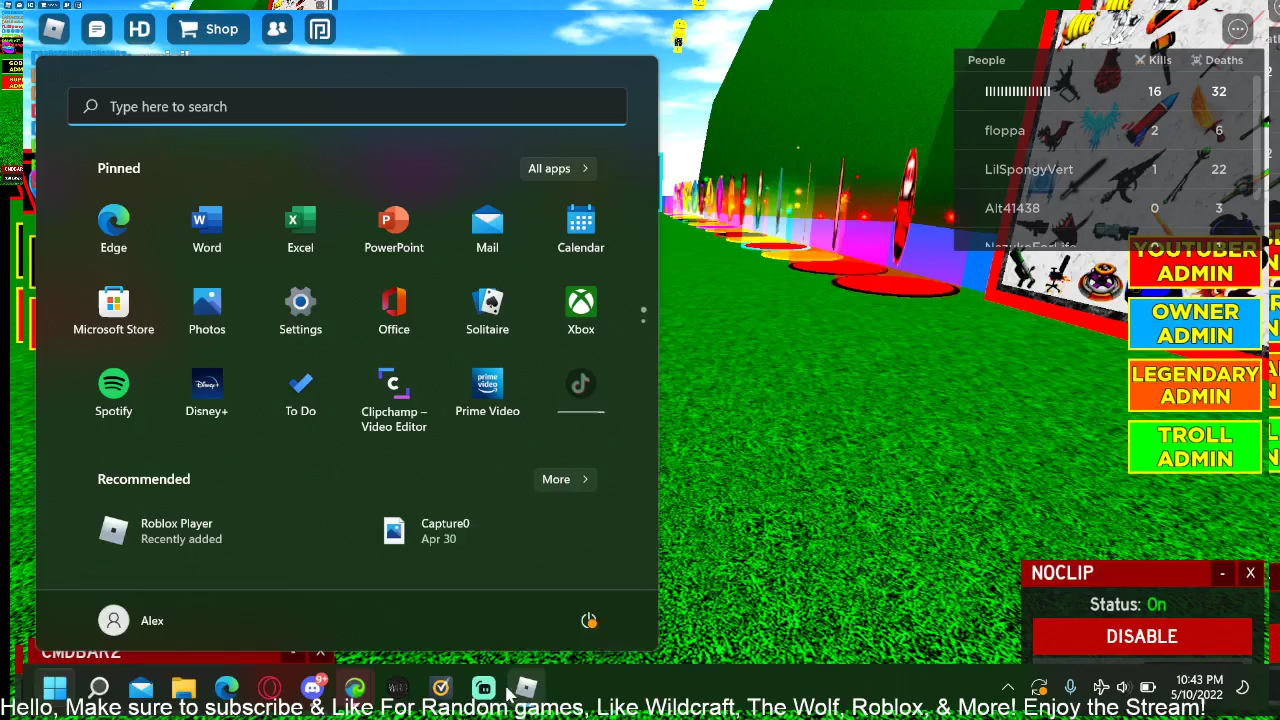 HD
Shop
People
Kills
Deaths
||||||||||||||||
16
32
floppa
2
6
LilSpongyVert
1
22
Alt41438
0
3
Type here to search
Pinned
All apps
Edge
Word
Excel
PowerPoint
Mail
Calendar
Microsoft Store
Photos
Settings
Office
Solitaire
Xbox
Spotify
Disney+
To Do
Clipchamp –
Video Editor
Prime Video
Recommended
More
Roblox Player
Recently added
Capture0
Apr 30
Alex
YOUTUBER
ADMIN
OWNER
ADMIN
LEGENDARY
ADMIN
TROLL
ADMIN
NOCLIP
-
X
Status: On
DISABLE
CMDBAR2
9+
10:43 PM
5/10/2022
Hello, Make sure to subscribe & Like For Random games, Like Wildcraft, The Wolf, Roblox, & More! Enjoy the Stream!